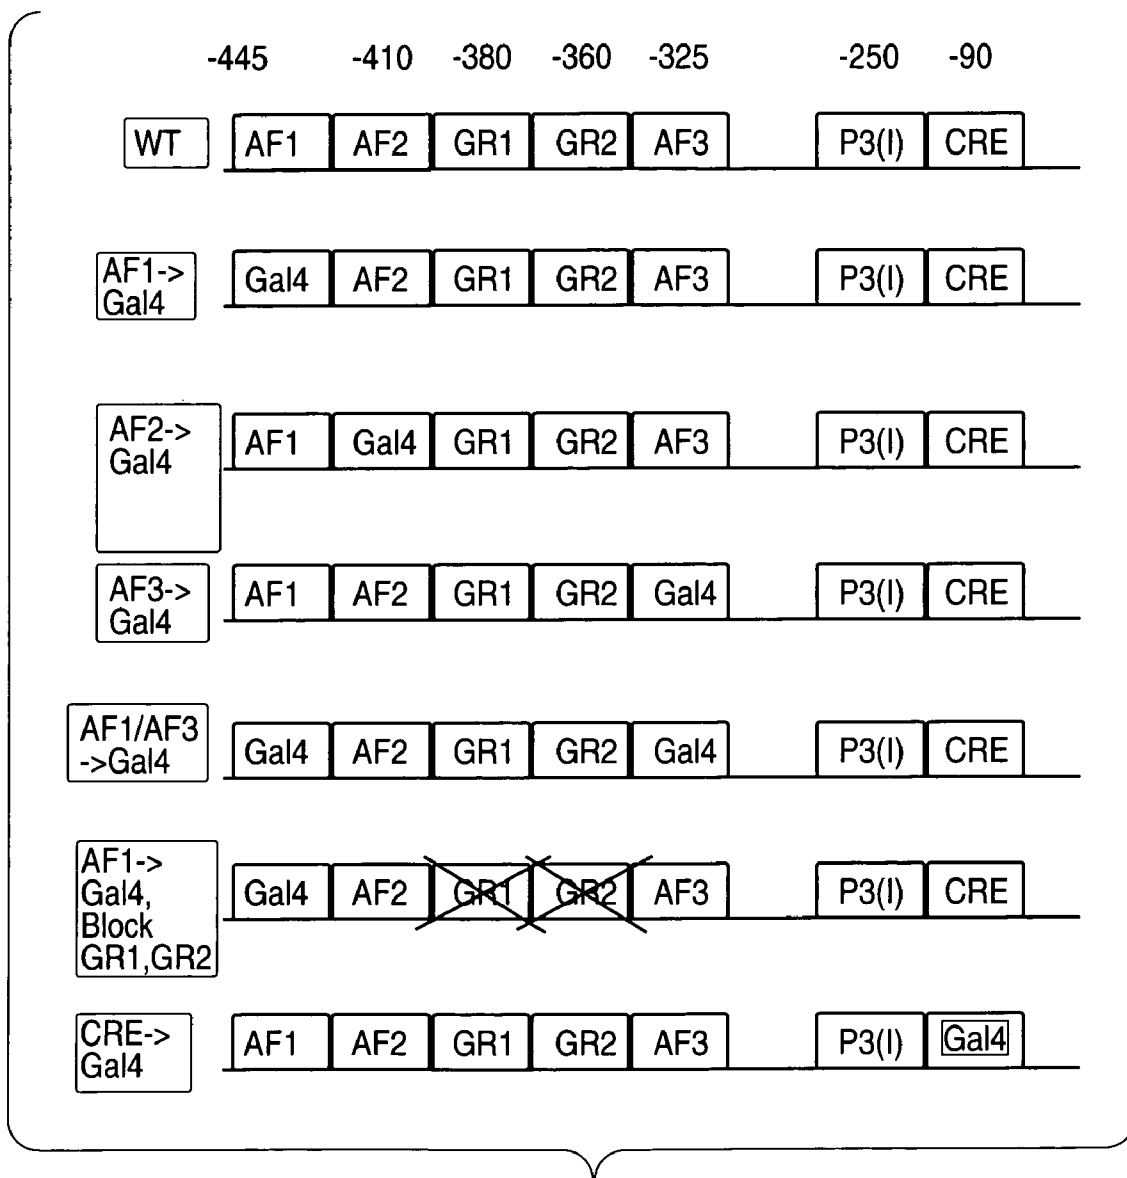 -445 -410 -380 -360 -325 -250 -90
WT AF1 AF2 GR1 GR2 AF3 P3(I) CRE
AF1->
Gal4
Gal4 AF2 GR1 GR2 AF3 P3(I) CRE
AF2->
Gal4
AF1 Gal4 GR1 GR2 AF3 P3(I) CRE
AF3->
Gal4
AF1 AF2 GR1 GR2 Gal4 P3(I) CRE
AF1/AF3
->Gal4
Gal4 AF2 GR1 GR2 Gal4 P3(I) CRE
AF1->
Gal4,
Block
GR1,GR2
Gal4 AF2 GR1 GR2 AF3 P3(I) CRE
CRE->
Gal4
AF1 AF2 GR1 GR2 AF3 P3(I) Gal4